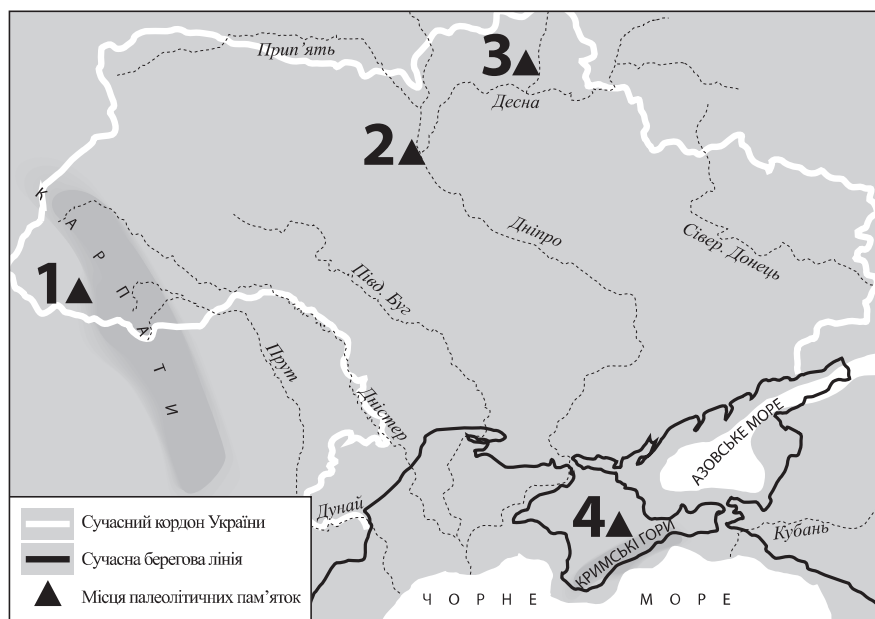 Прип’ять
3
Десна
2
КАРПАТИ
Дніпро
Сівер. Донець
1
Півд. Буг
Прут
Дністер
АЗОВСЬКЕ МОРЕ
Дунай
4
КРИМСЬКІ ГОРИ
Кубань
ЧОРНЕ МОРЕ
Сучасний кордон України
Сучасна берегова лінія
Місця палеолітичних пам’яток